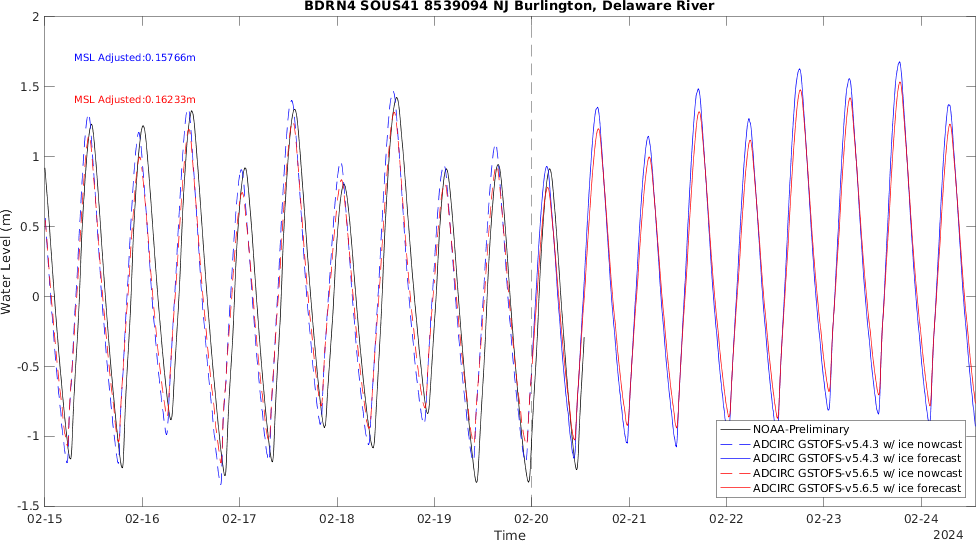 BDRN4 SOUS41 8539094 NJ Burlington, Delaware River
2
1.5
1
0.5
0
-0.5
-1
-1.5
Water Level (m)
MSL Adjusted:0.15766m
MSL Adjusted:0.16233m
NOAA-Preliminary
ADCIRC GSTOFS-v5.4.3 w/ ice nowcast
ADCIRC GSTOFS-v5.4.3 w/ ice forecast
ADCIRC GSTOFS-v5.6.5 w/ ice nowcast
ADCIRC GSTOFS-v5.6.5 w/ ice forecast
02-15 02-16 02-17 02-18 02-19 02-20 02-21 02-22 02-23 02-24
Time
2024